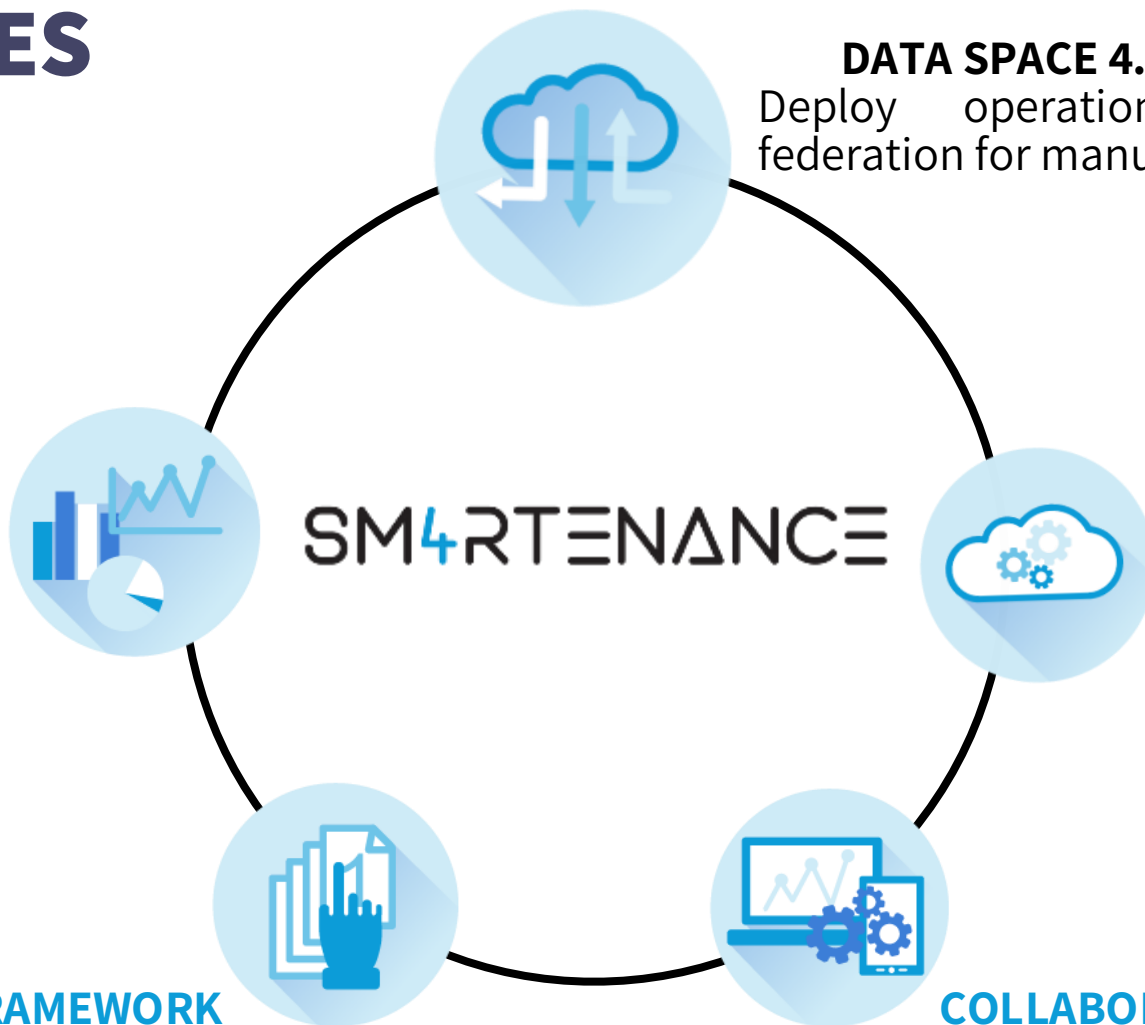 ES
DATA SPACE 4.
Deploy operation
federation for manu
SM4RTENANCE
RAMEWORK
COLLABO